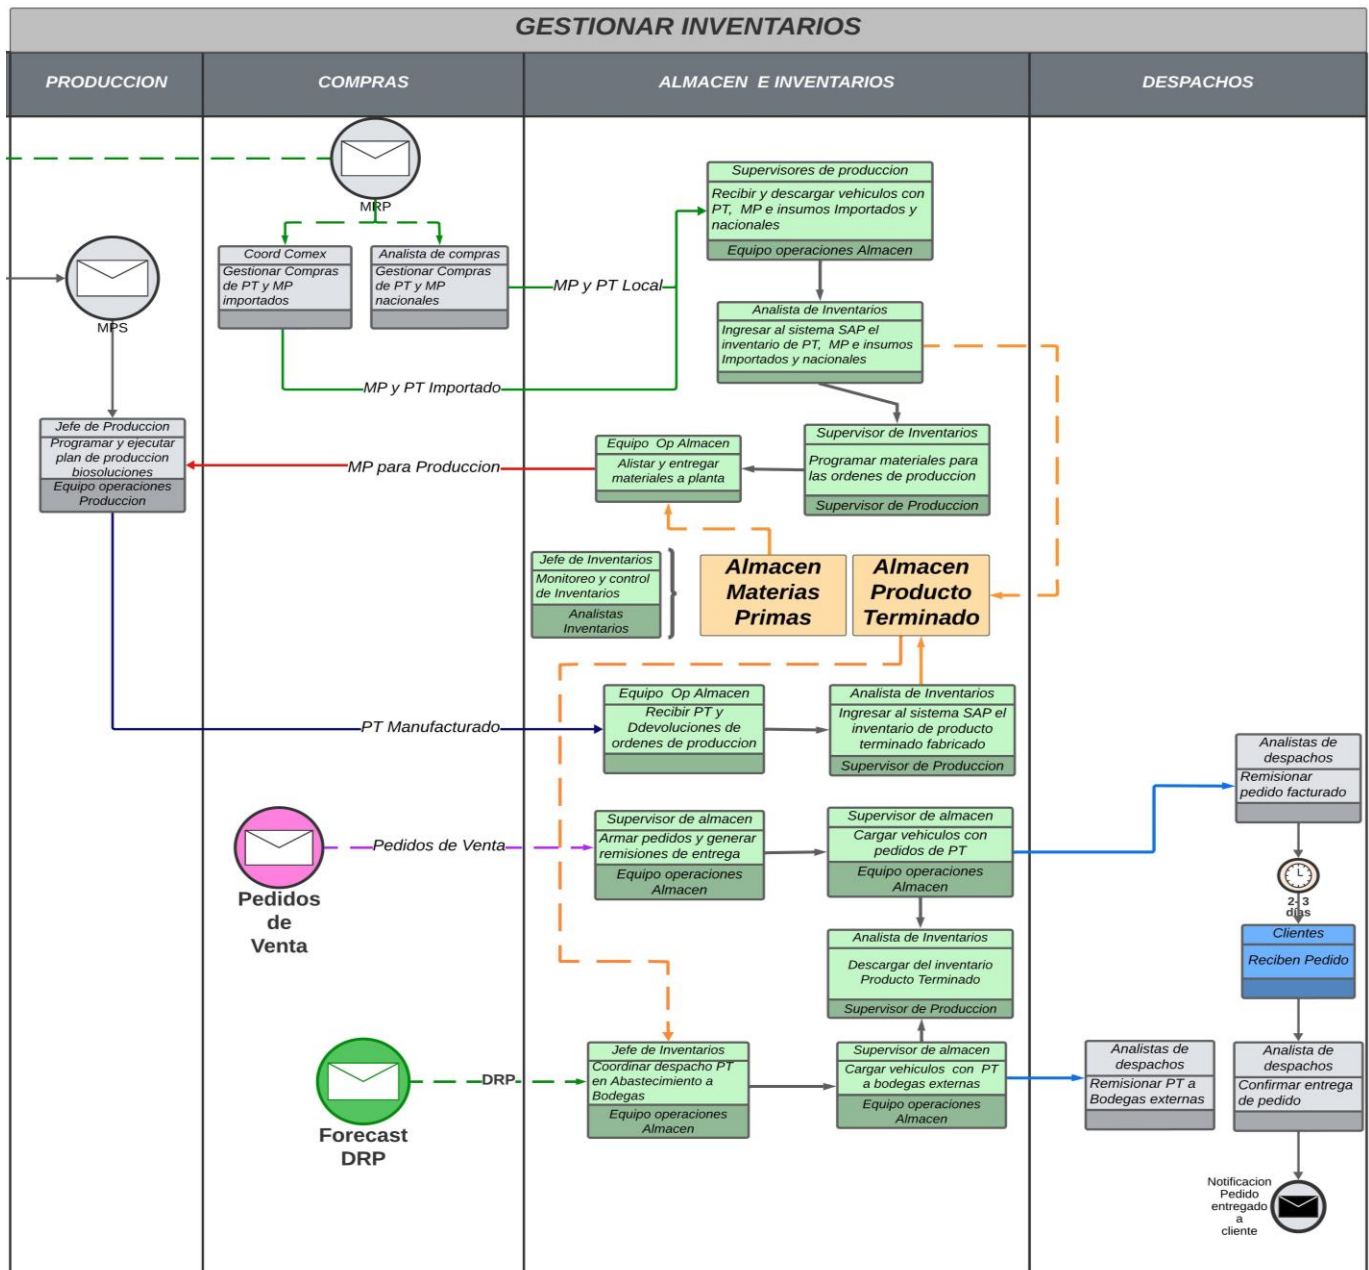 GESTIONAR INVENTARIOS
PRODUCCION
COMPRAS
ALMACEN E INVENTARIOS
DESPACHOS
MRP
Coord Comex
Gestionar Compras
de PT y MP
importados
Analista de compras
Gestionar Compras
de PT y MP
nacionales
MPS
MP y PT Local
MP y PT Importado
Supervisores de produccion
Recibir y descargar vehiculos con
PT, MP e insumos Importados y
nacionales
Equipo operaciones Almacen
Analista de Inventarios
Ingresar al sistema SAP el
inventario de PT, MP e insumos
Importados y nacionales
Jefe de Produccion
Programar y ejecutar
plan de produccion
biosoluciones
Equipo operaciones
Produccion
MP para Produccion
Equipo Op Almacen
Alistar y entregar
materiales a planta
Supervisor de Inventarios
Programar materiales para
las ordenes de produccion
Supervisor de Produccion
Jefe de Inventarios
Monitoreo y control
de Inventarios
Analistas
Inventarios
Almacen
Materias
Primas
Almacen
Producto
Terminado
PT Manufacturado
Equipo Op Almacen
Recibir PT y
Ddevoluciones de
ordenes de produccion
Analista de Inventarios
Ingresar al sistema SAP el
inventario de producto
terminado fabricado
Supervisor de Produccion
Analistas de
despachos
Remisionar
pedido facturado
Pedidos
de
Venta
Pedidos de Venta
Supervisor de almacen
Armar pedidos y generar
remisiones de entrega
Equipo operaciones
Almacen
Supervisor de almacen
Cargar vehiculos con
pedidos de PT
Equipo operaciones
Almacen
2- 3
días
Analista de Inventarios
Descargar del inventario
Producto Terminado
Supervisor de Produccion
Clientes
Reciben Pedido
Forecast
DRP
DRP
Jefe de Inventarios
Coordinar despacho PT
en Abastecimiento a
Bodegas
Equipo operaciones
Almacen
Supervisor de almacen
Cargar vehiculos con PT
a bodegas externas
Equipo operaciones
Almacen
Analistas de
despachos
Remisionar PT a
Bodegas externas
Analista de
despachos
Confirmar entrega
de pedido
Notificacion
Pedido
entregado
a
cliente